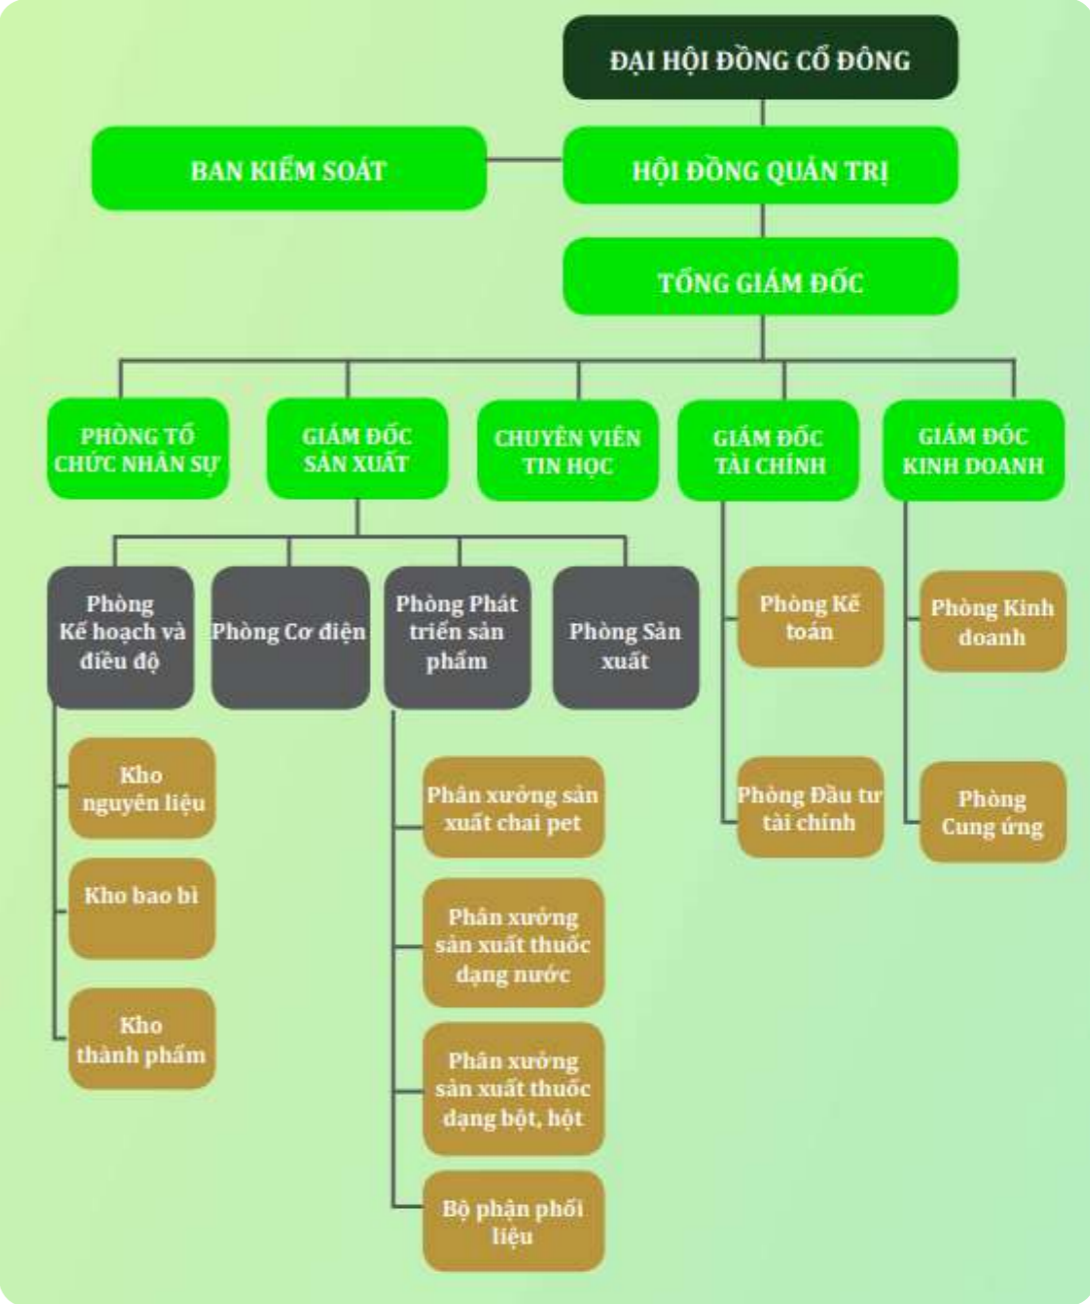 ĐẠI HỘI ĐỒNG CỔ ĐÔNG
BAN KIỂM SOÁT
HỘI ĐỒNG QUẢN TRỊ
TỔNG GIÁM ĐỐC
PHÒNG TỔ
CHỨC NHÂN SỰ
GIÁM ĐỐC
SẢN XUẤT
CHUYÊN VIÊN
TIN HỌC
GIÁM ĐỐC
TÀI CHÍNH
GIÁM ĐỐC
KINH DOANH
Phòng
Kế hoạch và
điều độ
Phòng Cơ điện
Phòng Phát
triển sản
phẩm
Phòng Sản
xuất
Phòng Kế
toán
Phòng Kinh
doanh
Kho
nguyên liệu
Kho bao bì
Kho
thành phẩm
Phân xưởng sản
xuất chai pet
Phân xưởng
sản xuất thuốc
dạng nước
Phân xưởng
sản xuất thuốc
dạng bột, hột
Bộ phận phối
liệu
Phòng Đầu tư
tài chính
Phòng
Cung ứng